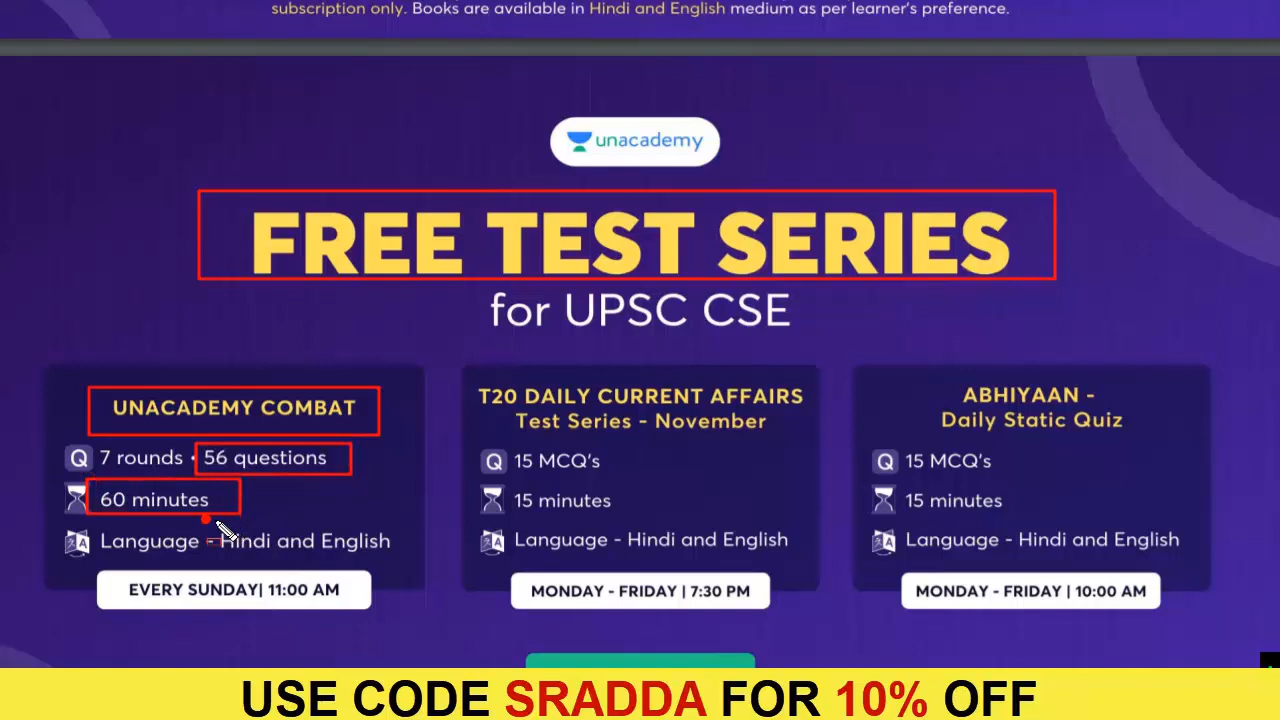 subscription only. Books are available in Hindi and English medium as per learner's preference.
unacademy
FREE TEST SERIES
for UPSC CSE
UNACADEMY COMBAT
Q 7 rounds • 56 questions
60 minutes
Language - Hindi and English
EVERY SUNDAY| 11:00 AM
T20 DAILY CURRENT AFFAIRS
Test Series - November
Q 15 MCQ's
15 minutes
Language - Hindi and English
MONDAY - FRIDAY | 7:30 PM
ABHIYAAN -
Daily Static Quiz
Q 15 MCQ's
15 minutes
Language - Hindi and English
MONDAY - FRIDAY | 10:00 AM
USE CODE SRADDA FOR 10% OFF